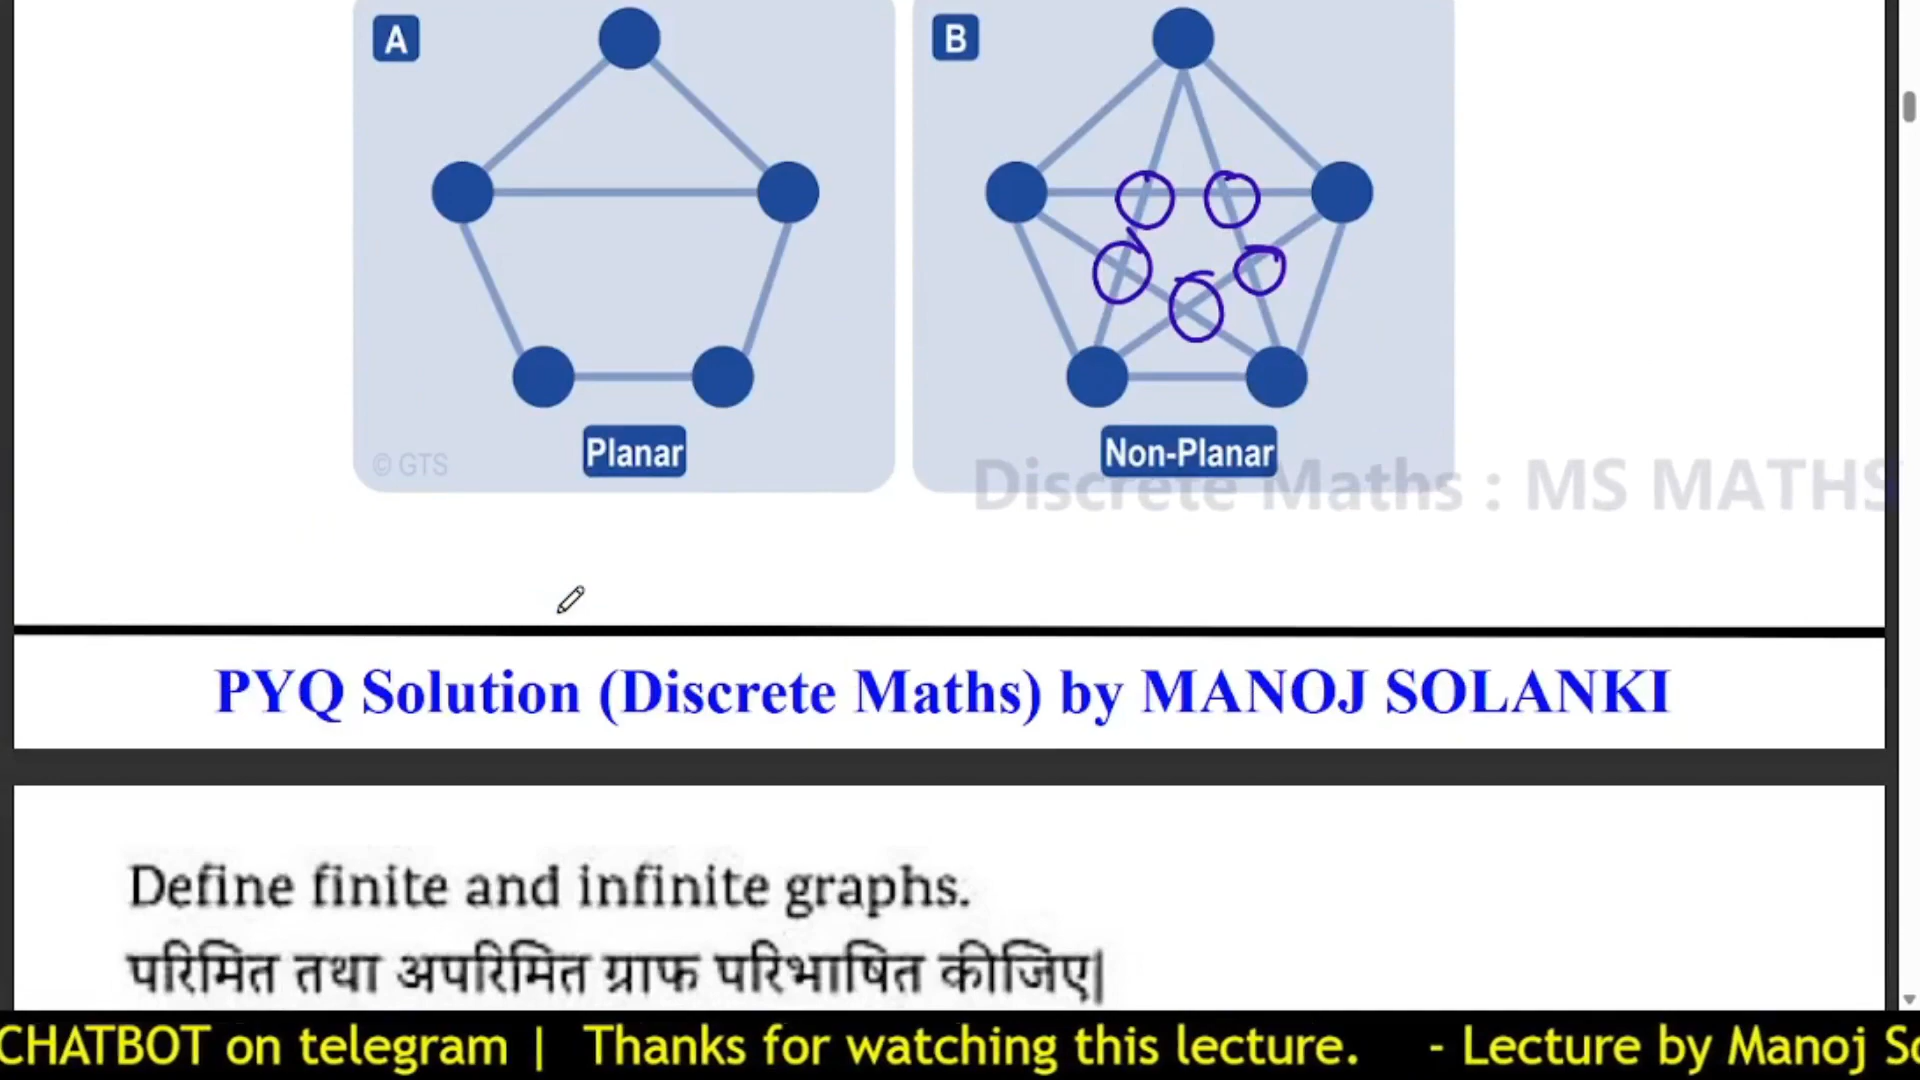 A
B
Planar
Non-Planar
© GTS
Discrete Maths : MS MATHS
PYQ Solution (Discrete Maths) by MANOJ SOLANKI
Define finite and infinite graphs.
परिमित तथा अपरिमित ग्राफ परिभाषित कीजिए|
CHATBOT on telegram | Thanks for watching this lecture. - Lecture by Manoj So